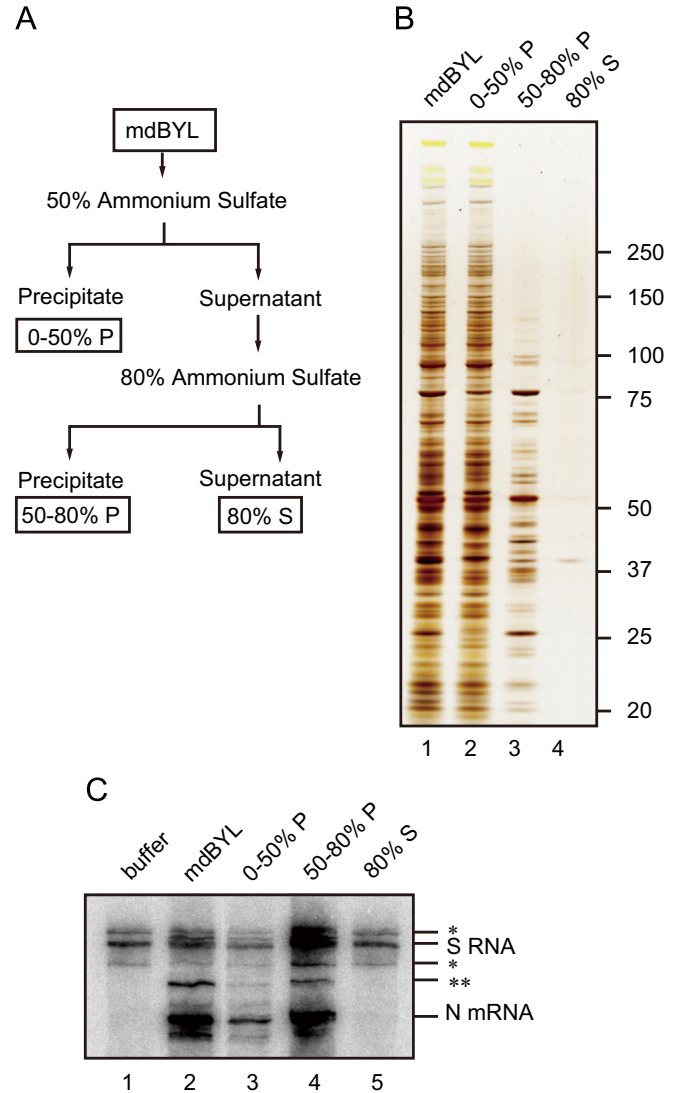 A
mdBYL
50% Ammonium Sulfate
Precipitate
Supernatant
0-50% P
80% Ammonium Sulfate
Precipitate
Supernatant
50-80% P
80% S
B
mdBYL
0-50% P
50-80% P
80% S
250
150
100
75
50
37
25
20
1 2 3 4
C
buffer
mdBYL
0-50% P
50-80% P
80% S
*
S RNA
*
**
N mRNA
1 2 3 4 5